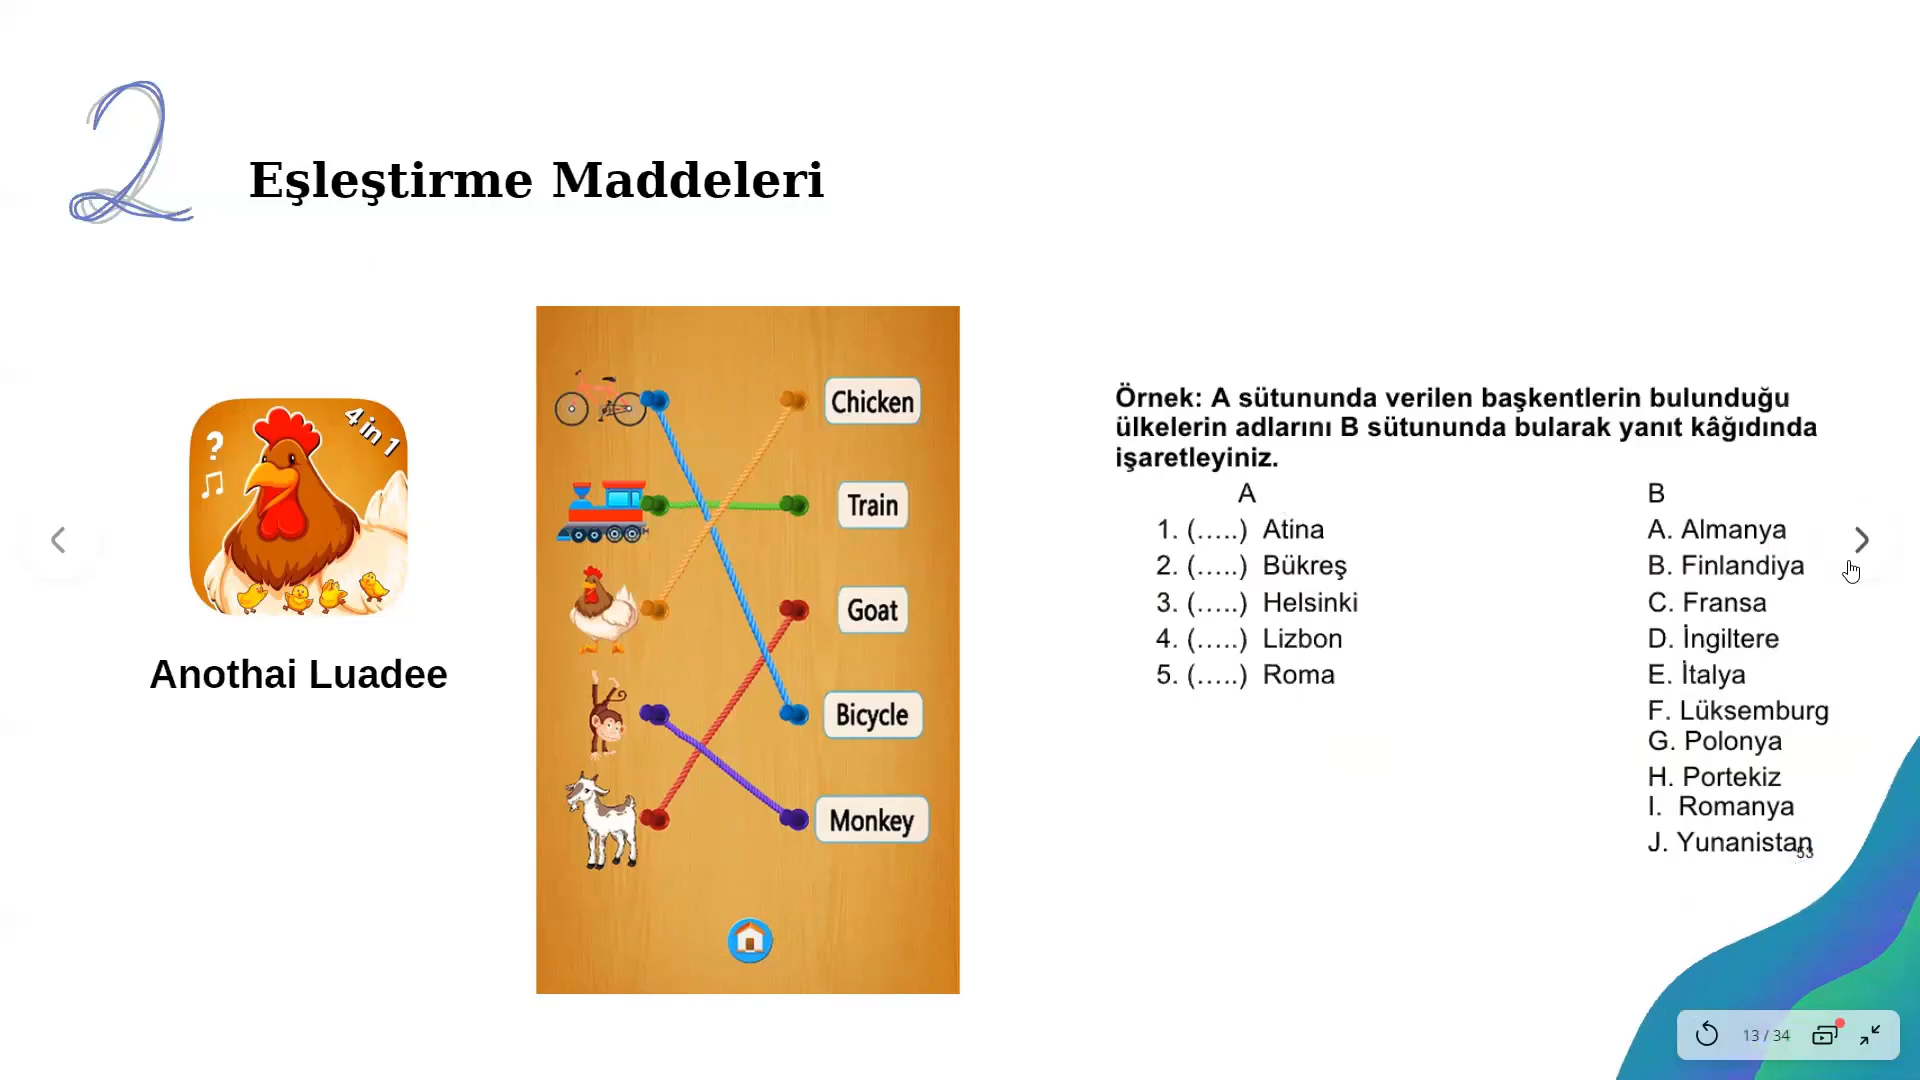 2
Eşleştirme Maddeleri
? 4 in 1
Anothai Luadee
Chicken
Train
Goat
Bicycle
Monkey
Örnek: A sütununda verilen başkentlerin bulunduğu
ülkelerin adlarını B sütununda bularak yanıt kâğıdında
işaretleyiniz.
A
1. (.....) Atina
2. (.....) Bükreş
3. (.....) Helsinki
4. (.....) Lizbon
5. (.....) Roma
B
A. Almanya
B. Finlandiya
C. Fransa
D. İngiltere
E. İtalya
F. Lüksemburg
G. Polonya
H. Portekiz
I. Romanya
J. Yunanistan
53
13 / 34